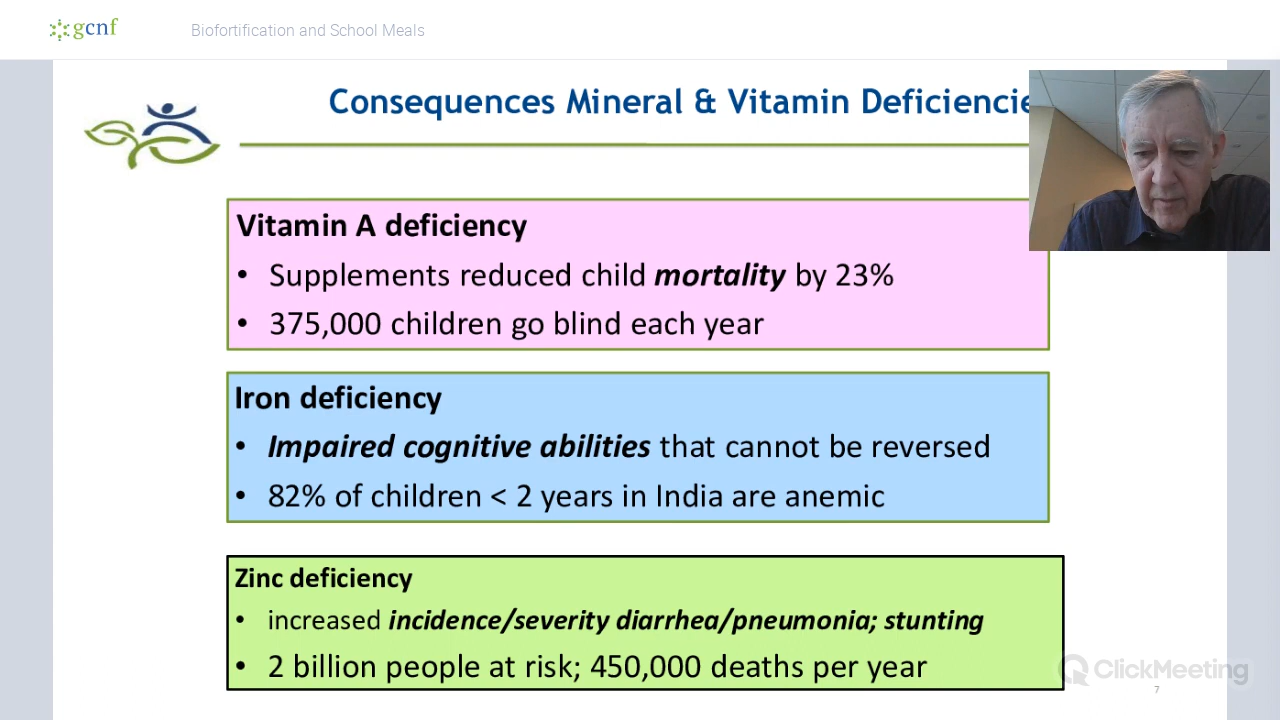 gcnf
Biofortification and School Meals
Consequences Mineral & Vitamin Deficiencie
Vitamin A deficiency
• Supplements reduced child mortality by 23%
• 375,000 children go blind each year
Iron deficiency
• Impaired cognitive abilities that cannot be reversed
• 82% of children < 2 years in India are anemic
Zinc deficiency
• increased incidence/severity diarrhea/pneumonia; stunting
• 2 billion people at risk; 450,000 deaths per year
ClickMeeting
7